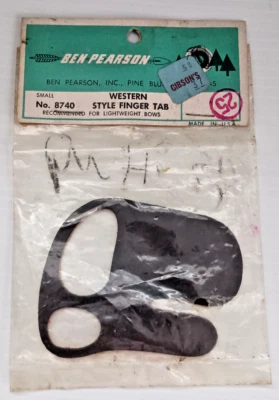 BEN PEARSON
BEN PEARSON, INC., PINE
GIBSON'S
SMALL
WESTERN
No. 8740 STYLE FINGER TAB
RECOMMENDED FOR LIGHTWEIGHT BOWS
25
MADE IN U.S.A.